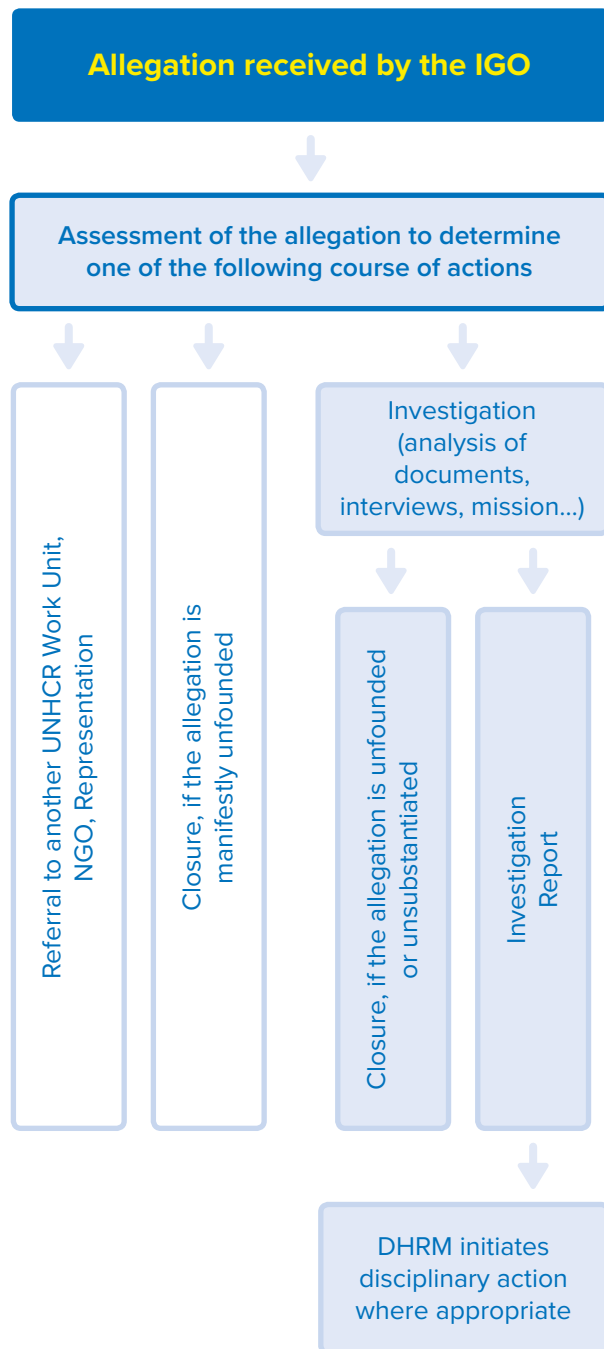 Allegation received by the IGO
Assessment of the allegation to determine
one of the following course of actions
Referral to another UNHCR Work Unit,
NGO, Representation
Closure, if the allegation is
manifestly unfounded
Investigation
(analysis of
documents,
interviews, mission...)
Closure, if the allegation is unfounded
or unsubstantiated
Investigation
Report
DHRM initiates
disciplinary action
where appropriate